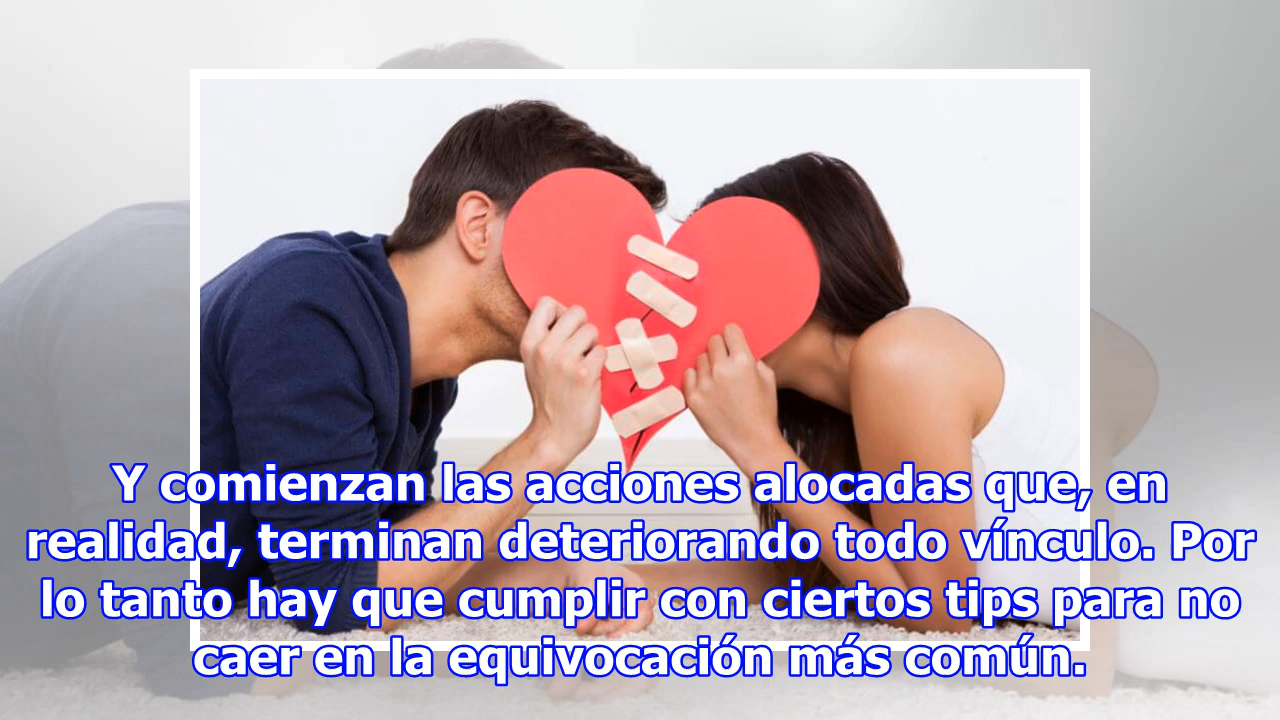 Y comienzan las acciones alocadas que, en
realidad, terminan deteriorando todo vínculo. Por
lo tanto hay que cumplir con ciertos tips para no
caer en la equivocación más común.